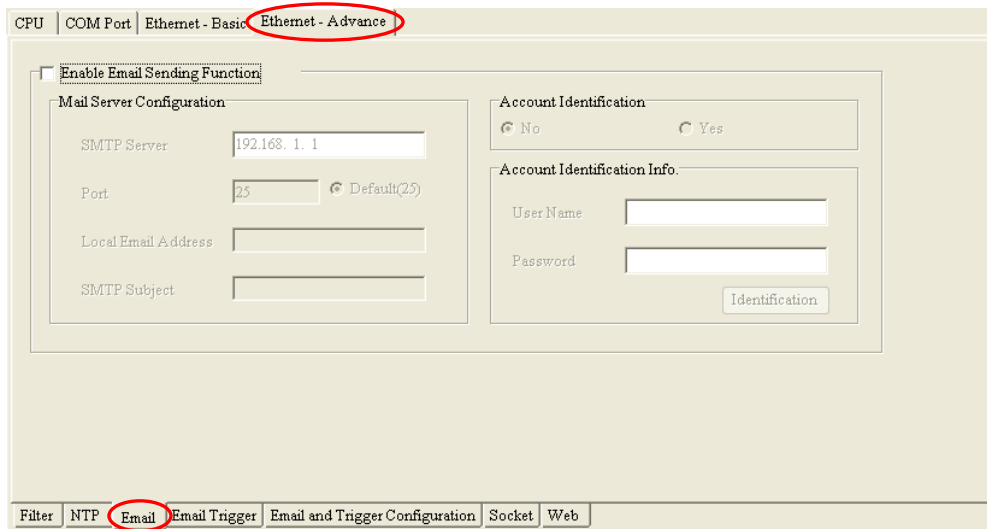 CPU COM Port Ethernet - Basic Ethernet - Advance
Enable Email Sending Function
Mail Server Configuration
SMTP Server 192.168. 1. 1
Port 25 Default(25)
Local Email Address
SMTP Subject
Account Identification
No Yes
Account Identification Info.
User Name
Password
Identification
Filter NTP Email Email Trigger Email and Trigger Configuration Socket Web